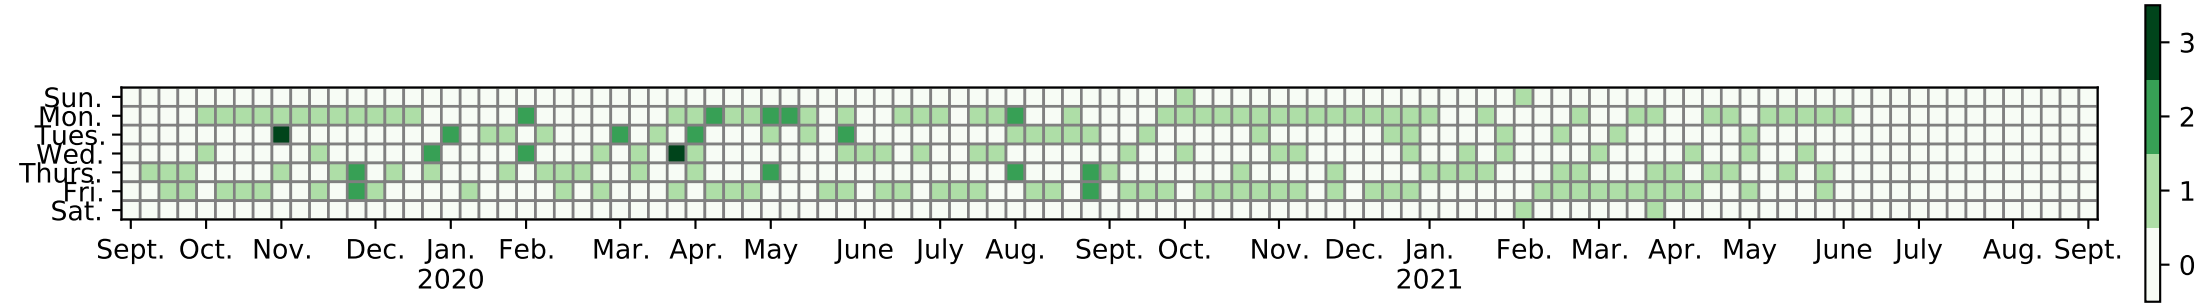 Sun.
Mon.
Tues.
Wed.
Thurs.
Fri.
Sat.
Sept. Oct. Nov. Dec. Jan. Feb. Mar. Apr. May June July Aug. Sept. Oct. Nov. Dec. Jan. Feb. Mar. Apr. May June July Aug. Sept.
2020 2021
3
2
1
0